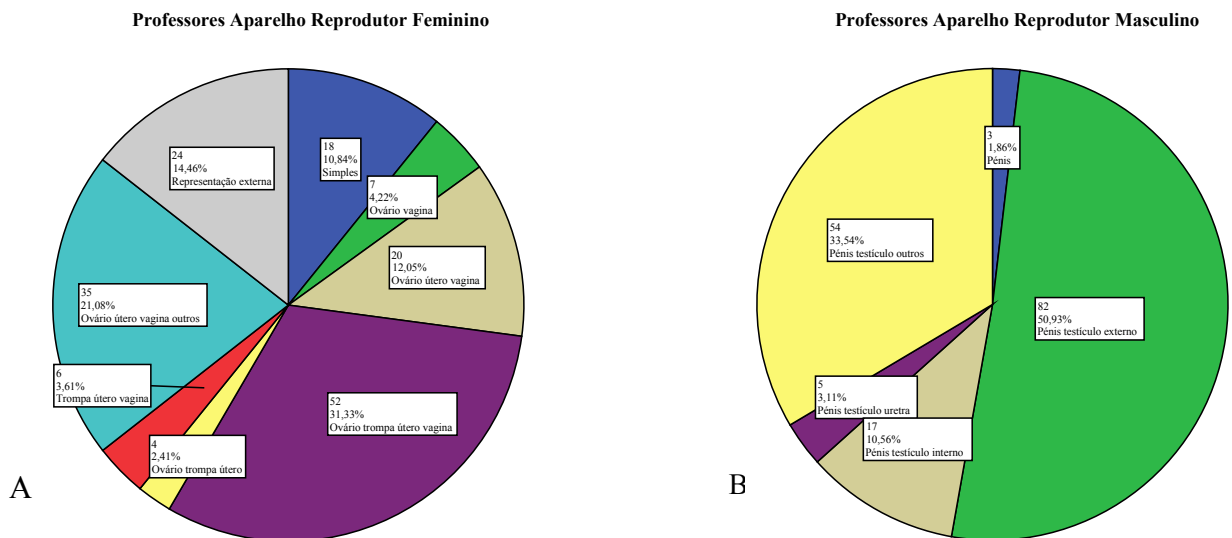 Professores Aparelho Reprodutor Feminino
24
14,46%
Representação externa
18
10,84%
Simples
7
4,22%
Ovário vagina
20
12,05%
Ovário útero vagina
35
21,08%
Ovário útero vagina outros
6
3,61%
Trompa útero vagina
52
31,33%
Ovário trompa útero vagina
4
2,41%
Ovário trompa útero
A
Professores Aparelho Reprodutor Masculino
3
1,86%
Pénis
54
33,54%
Pénis testículo outros
82
50,93%
Pénis testículo externo
5
3,11%
Pénis testículo uretra
17
10,56%
Pénis testículo interno
B